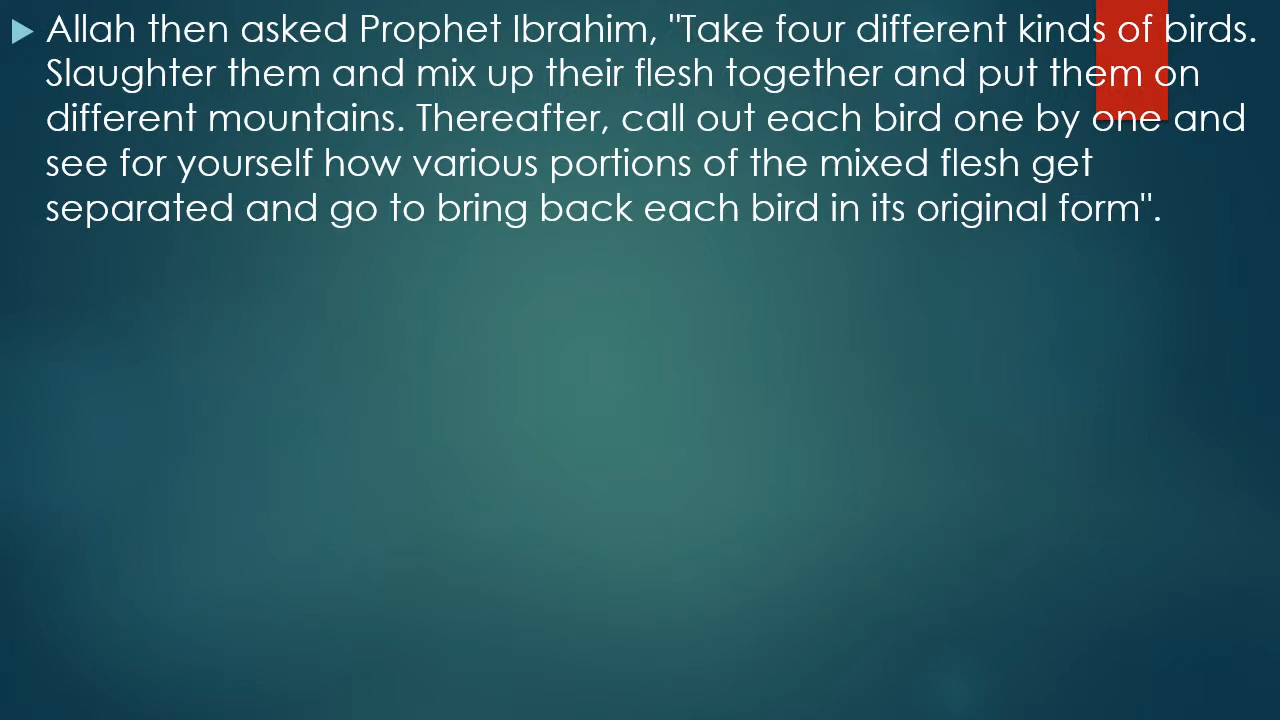 Allah then asked Prophet Ibrahim, "Take four different kinds of birds.
Slaughter them and mix up their flesh together and put them on
different mountains. Thereafter, call out each bird one by one and
see for yourself how various portions of the mixed flesh get
separated and go to bring back each bird in its original form".